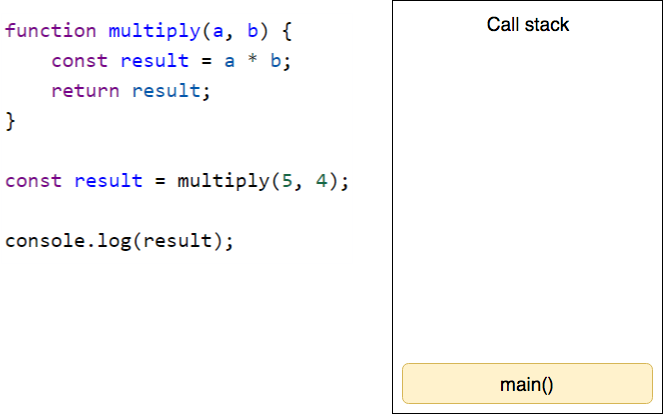 function multiply(a, b) {
    const result = a * b;
    return result;
}
const result = multiply(5, 4);
console.log(result);
Call stack
main()